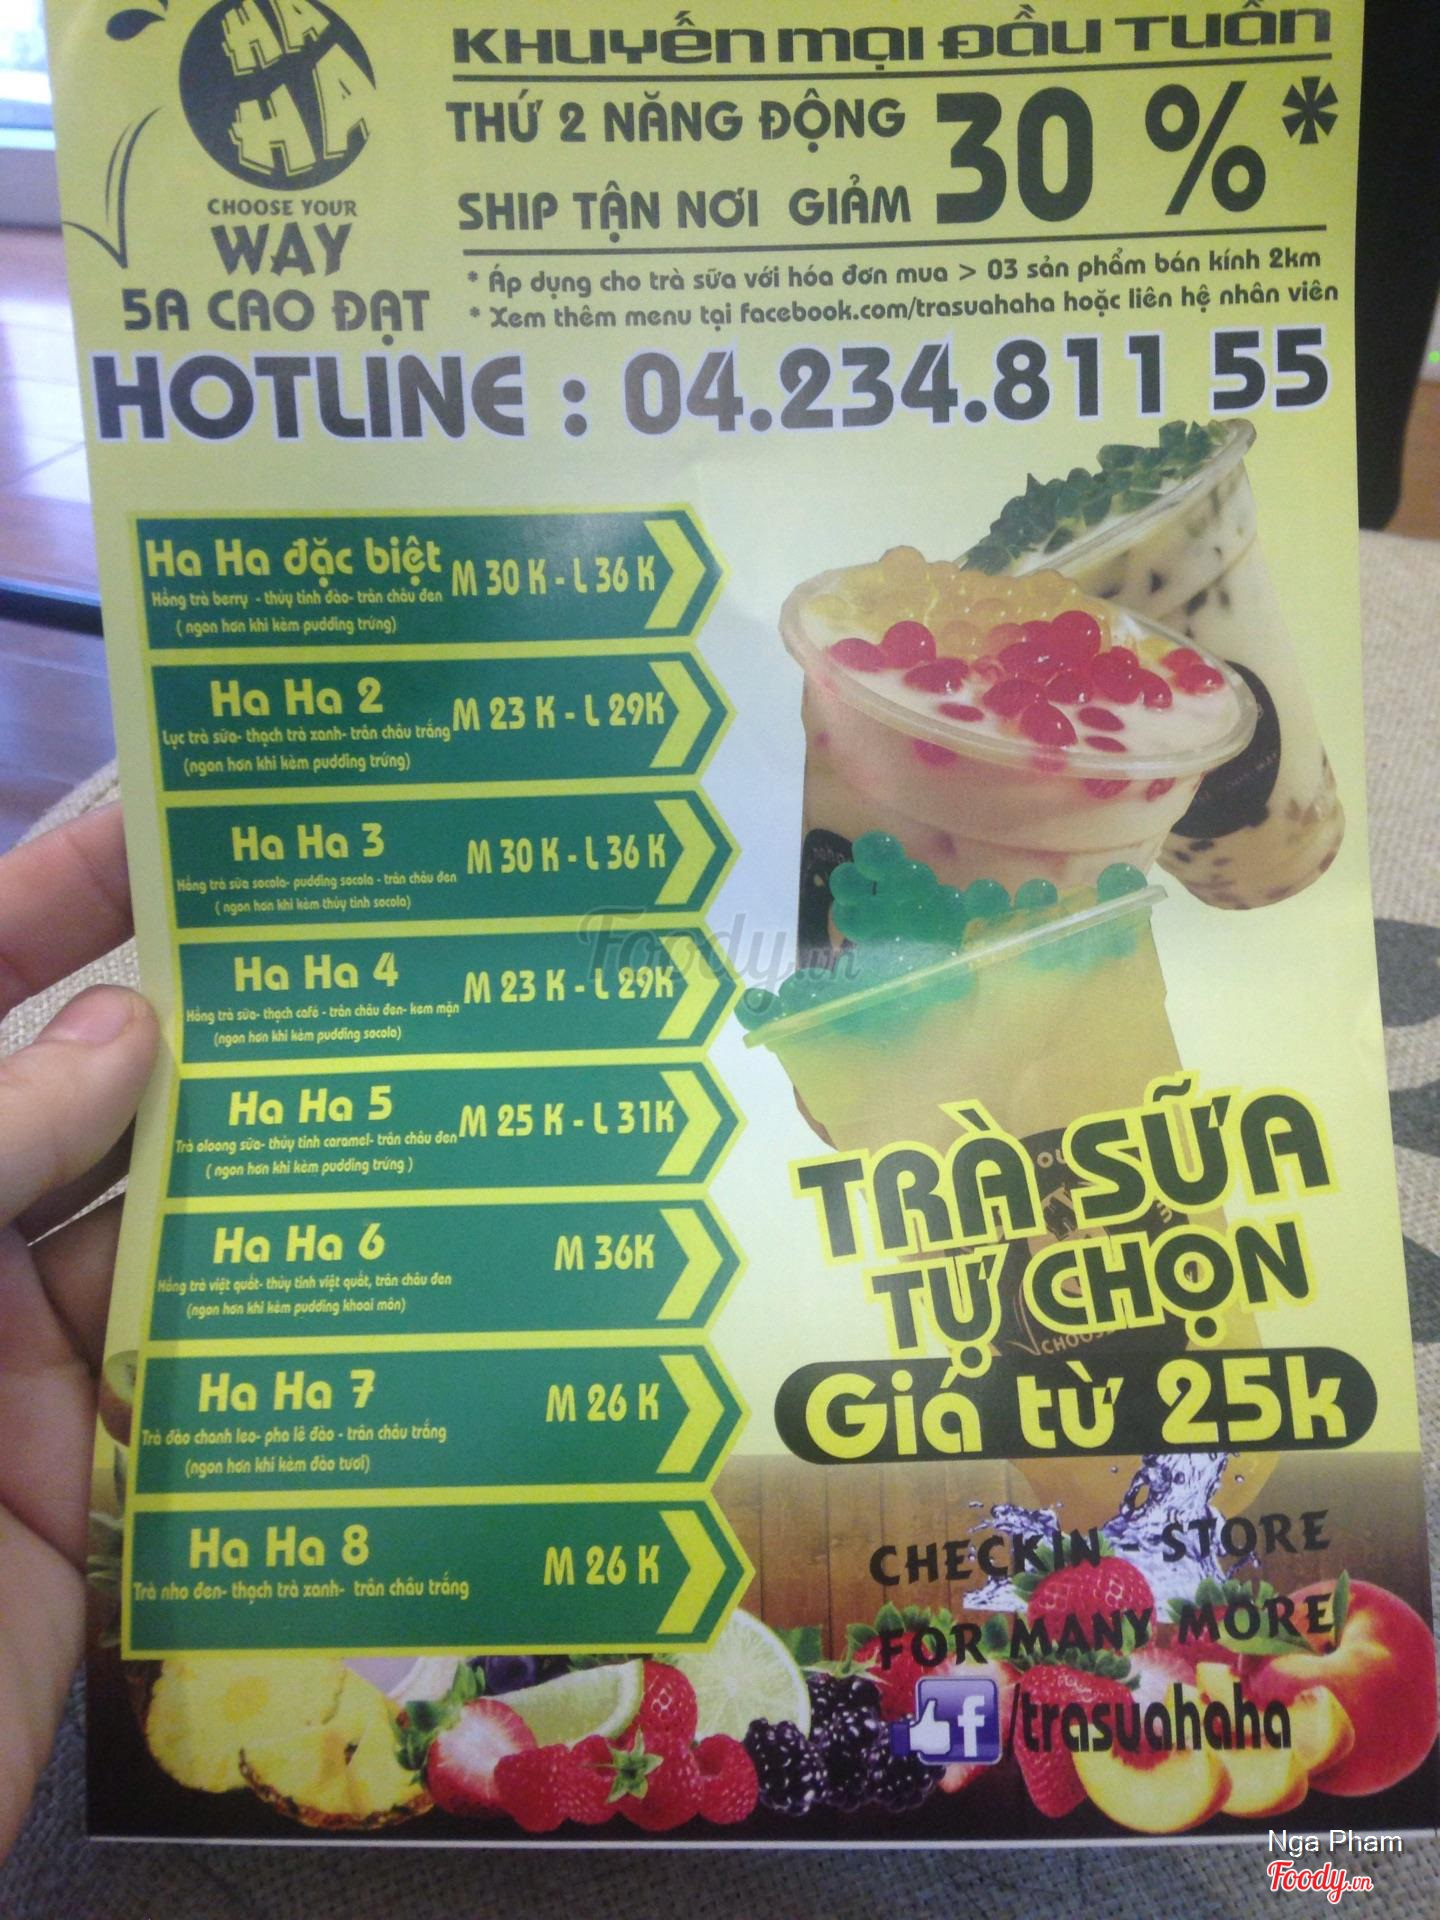 HA
HA
CHOOSE YOUR
WAY
5A CAO ĐẠT
KHUYẾN MẠI ĐẦU TUẦN
THỨ 2 NĂNG ĐỘNG
SHIP TẬN NƠI GIẢM 30 %*
* Áp dụng cho trà sữa với hóa đơn mua > 03 sản phẩm bán kính 2km
* Xem thêm menu tại facebook.com/trasuahaha hoặc liên hệ nhân viên
HOTLINE : 04.234.811 55
Ha Ha đặc biệt M 30 K - L 36 K
Hồng trà berry - thủy tinh đào- trân châu đen
( ngon hơn khi kèm pudding trứng)
Ha Ha 2 M 23 K - L 29K
Lục trà sữa- thạch trà xanh- trân châu trắng
(ngon hơn khi kèm pudding trứng)
Ha Ha 3 M 30 K - L 36 K
Hồng trà sữa socola- pudding socola - trân châu đen
( ngon hơn khi kèm thủy tinh socola)
Ha Ha 4 M 23 K - L 29K
Hồng trà sữa- thạch café - trân châu đen- kem mặn
(ngon hơn khi kèm pudding socola)
Ha Ha 5 M 25 K - L 31K
Trà oloong sữa- thủy tinh caramel- trân châu đen
( ngon hơn khi kèm pudding trứng )
Ha Ha 6 M 36K
Hồng trà việt quất- thủy tinh việt quất, trân châu đen
(ngon hơn khi kèm pudding khoai môn)
Ha Ha 7 M 26 K
Trà đào chanh leo- pha lê đào - trân châu trắng
(ngon hơn khi kèm đào tươi)
Ha Ha 8 M 26 K
Trà nho đen- thạch trà xanh- trân châu trắng
TRÀ SỮA
TỰ CHỌN
Giá từ 25k
CHECKIN - STORE
FOR MANY MORE
f /trasuahaha
Foody.vn
Nga Pham
Foody.vn